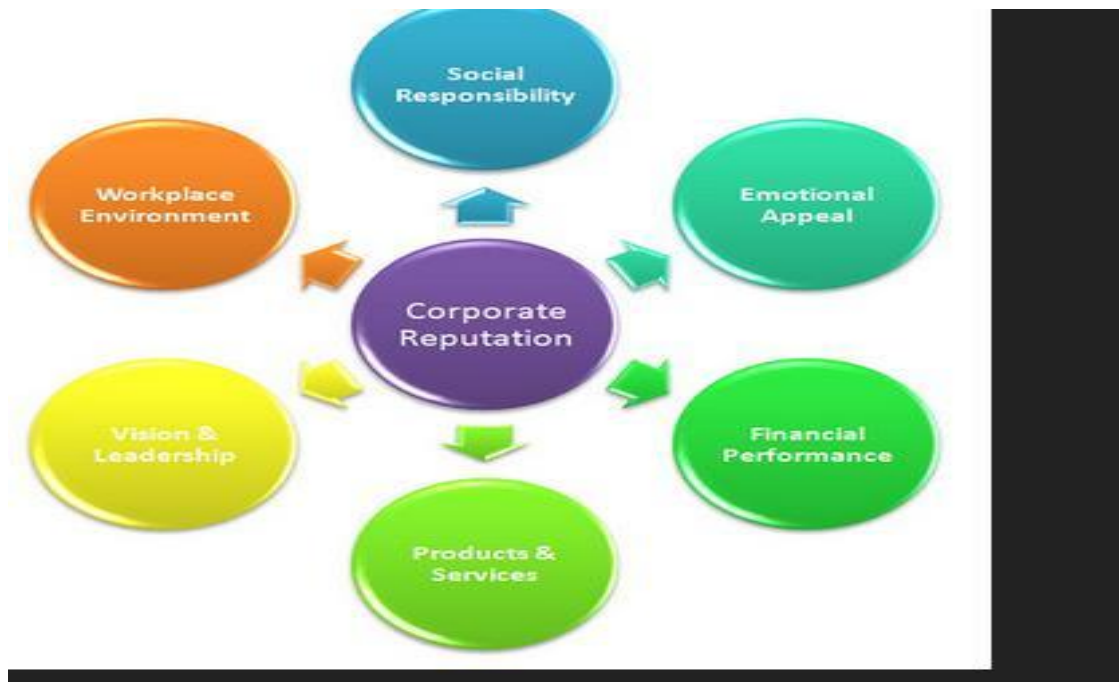 Social
Responsibility
Workplace
Environment
Emotional
Appeal
Corporate
Reputation
Vision &
Leadership
Financial
Performance
Products &
Services